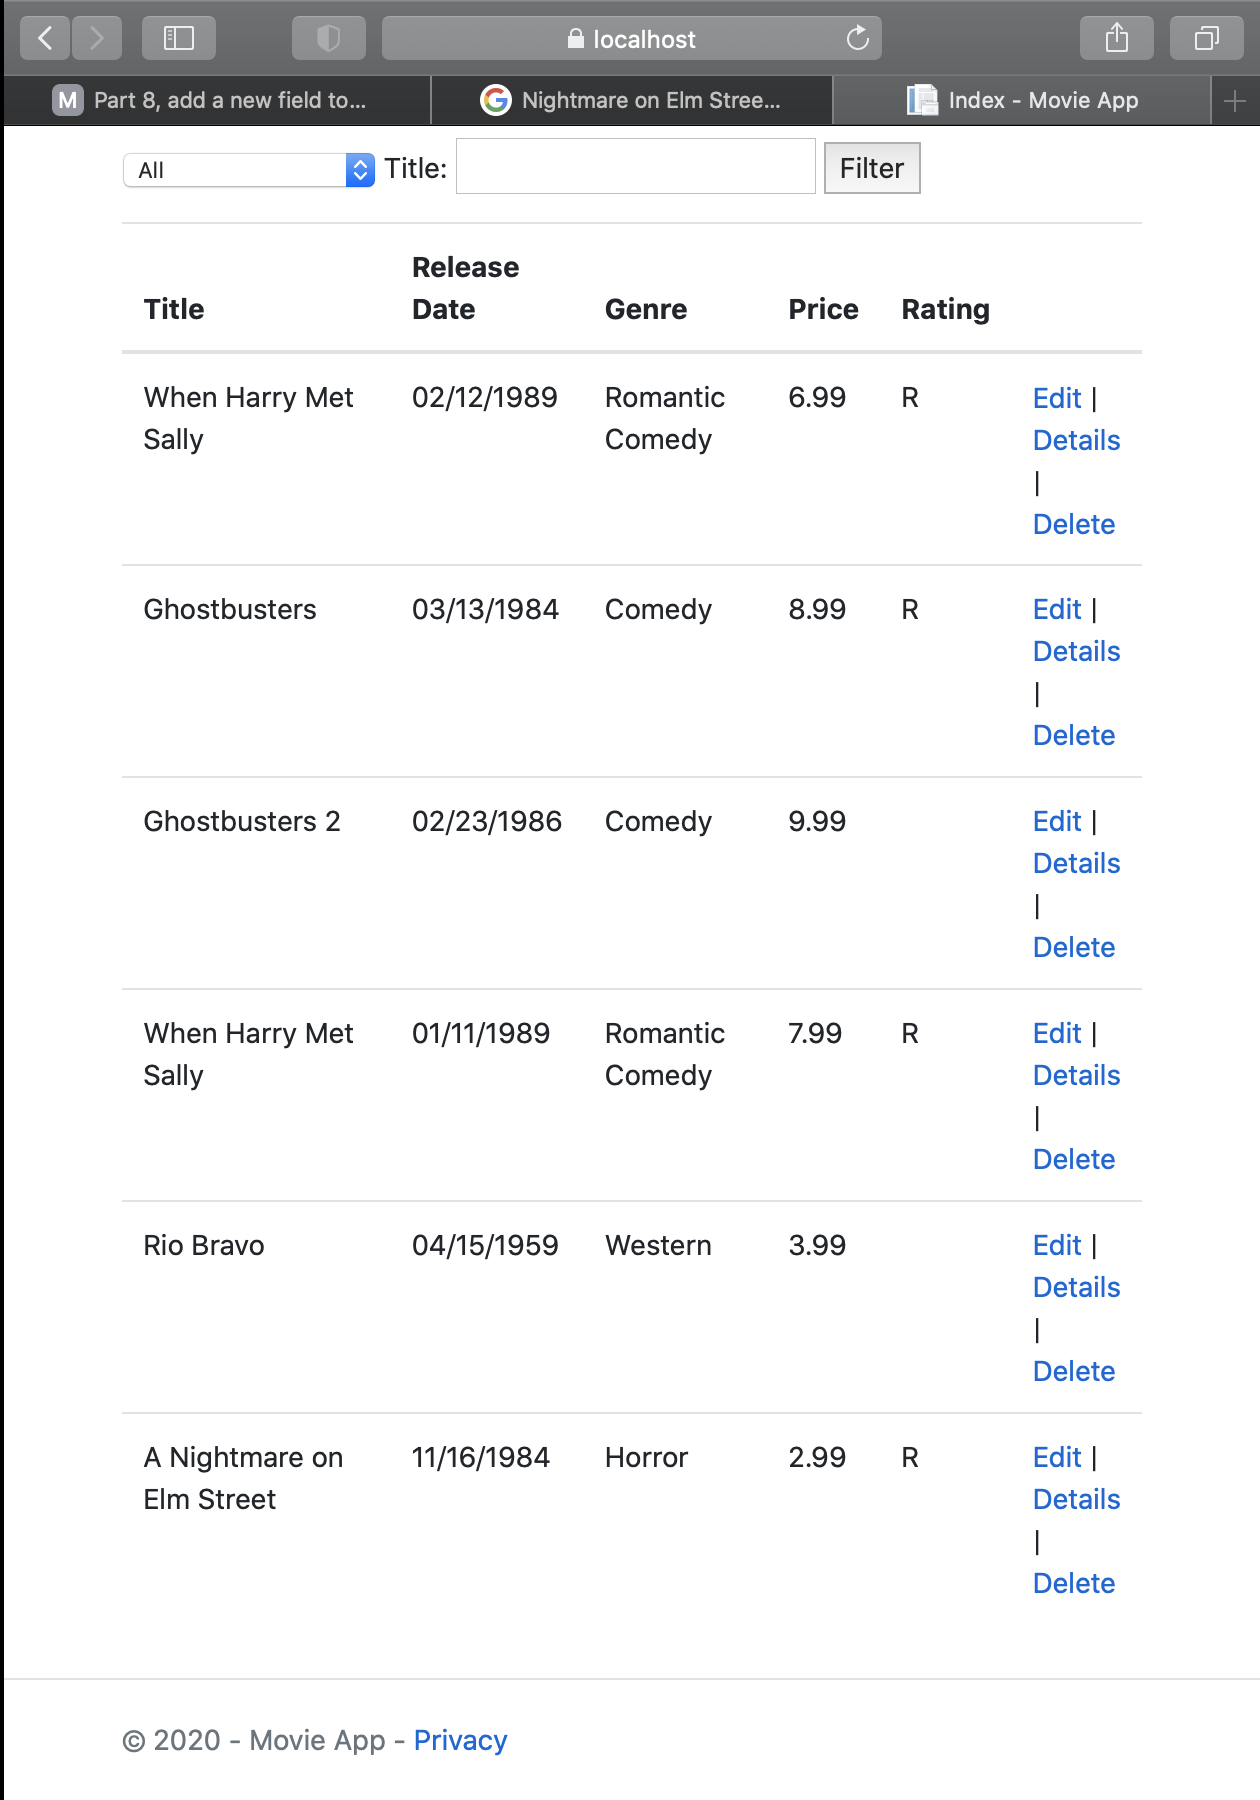 localhost
M Part 8, add a new field to...
G Nightmare on Elm Stree...
Index - Movie App
All Title: Filter
Release
Title Date Genre Price Rating
When Harry Met 02/12/1989 Romantic 6.99 R Edit |
Sally Comedy Details
|
Delete
Ghostbusters 03/13/1984 Comedy 8.99 R Edit |
Details
|
Delete
Ghostbusters 2 02/23/1986 Comedy 9.99 Edit |
Details
|
Delete
When Harry Met 01/11/1989 Romantic 7.99 R Edit |
Sally Comedy Details
|
Delete
Rio Bravo 04/15/1959 Western 3.99 Edit |
Details
|
Delete
A Nightmare on 11/16/1984 Horror 2.99 R Edit |
Elm Street Details
|
Delete
© 2020 - Movie App - Privacy